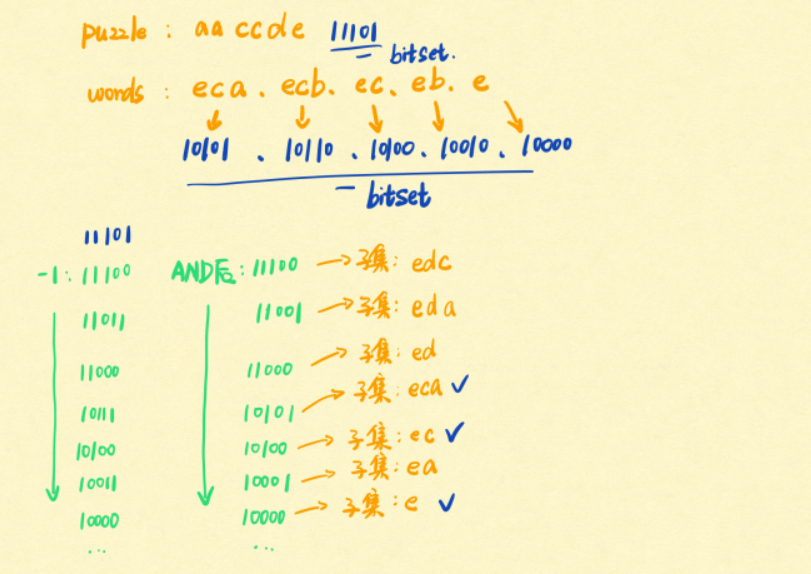 puzzle : aaccde 11101
bitset.
words : eca、ecb、ec、eb、e
10101、10110、10100、10010、10000
bitset
11101
-1: 11100 AND后: 11100 子集: edc
11011 11001 子集: eda
11000 11000 子集: ed
10111 10101 子集: eca ✓
10100 10100 子集: ec ✓
10011 10001 子集: ea
10000 10000 子集: e ✓
... ...